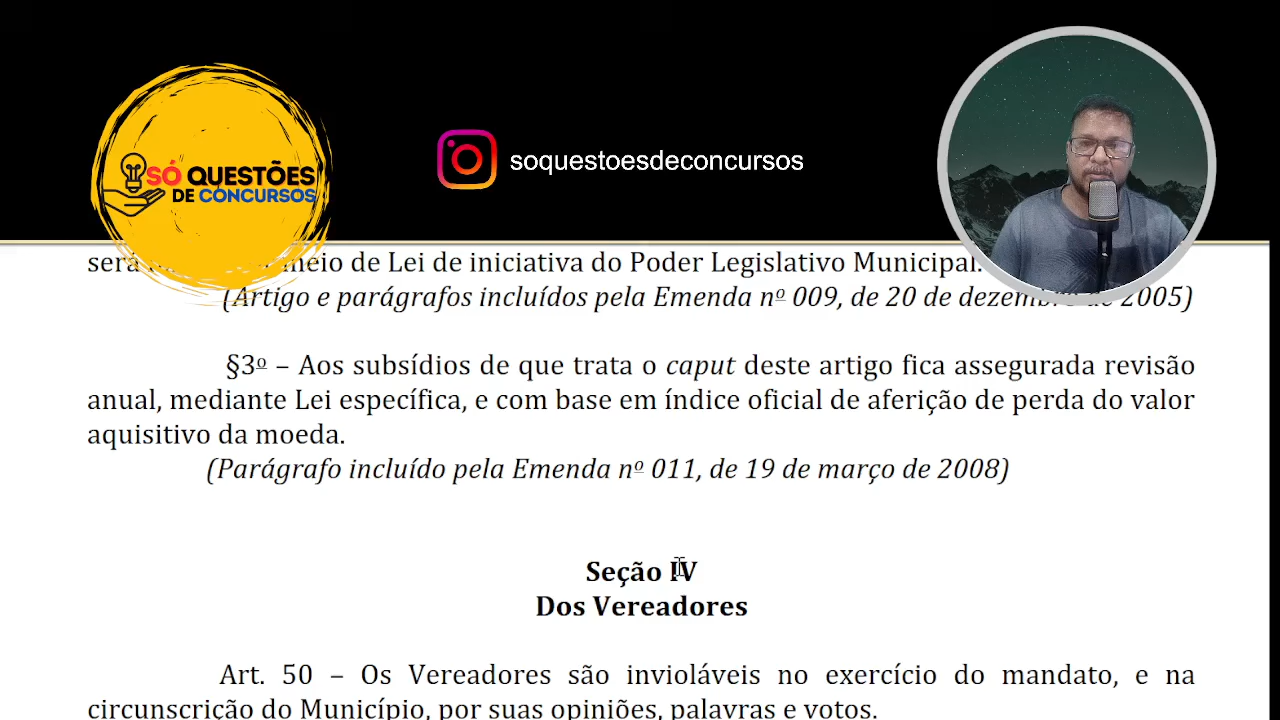 SÓ QUESTÕES
DE CONCURSOS
soquestoesdeconcursos
será meio de Lei de iniciativa do Poder Legislativo Municipal.
(Artigo e parágrafos incluídos pela Emenda nº 009, de 20 de dezembro de 2005)
§3º – Aos subsídios de que trata o caput deste artigo fica assegurada revisão
anual, mediante Lei específica, e com base em índice oficial de aferição de perda do valor
aquisitivo da moeda.
(Parágrafo incluído pela Emenda nº 011, de 19 de março de 2008)
Seção IV
Dos Vereadores
Art. 50 – Os Vereadores são invioláveis no exercício do mandato, e na
circunscrição do Município, por suas opiniões, palavras e votos.